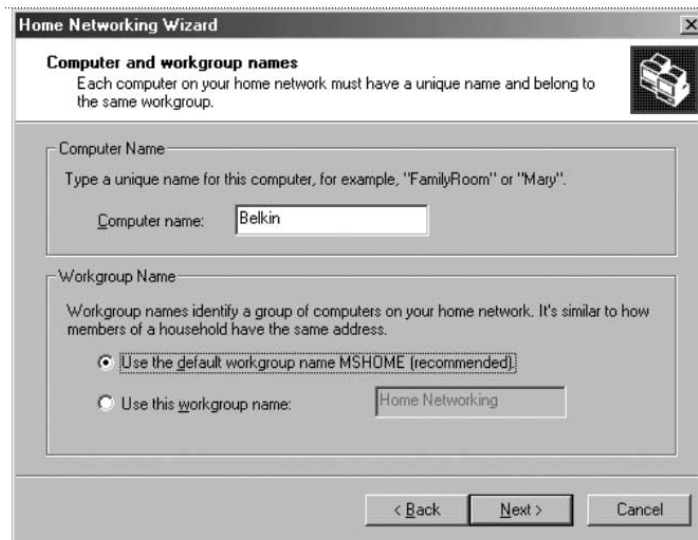 Home Networking Wizard
Computer and workgroup names
Each computer on your home network must have a unique name and belong to
the same workgroup.
Computer Name
Type a unique name for this computer, for example, "FamilyRoom" or "Mary".
Computer name:
Belkin
Workgroup Name
Workgroup names identify a group of computers on your home network. It's similar to how
members of a household have the same address.
Use the default workgroup name MSHOME (recommended).
Use this workgroup name:
Home Networking
< Back
Next >
Cancel